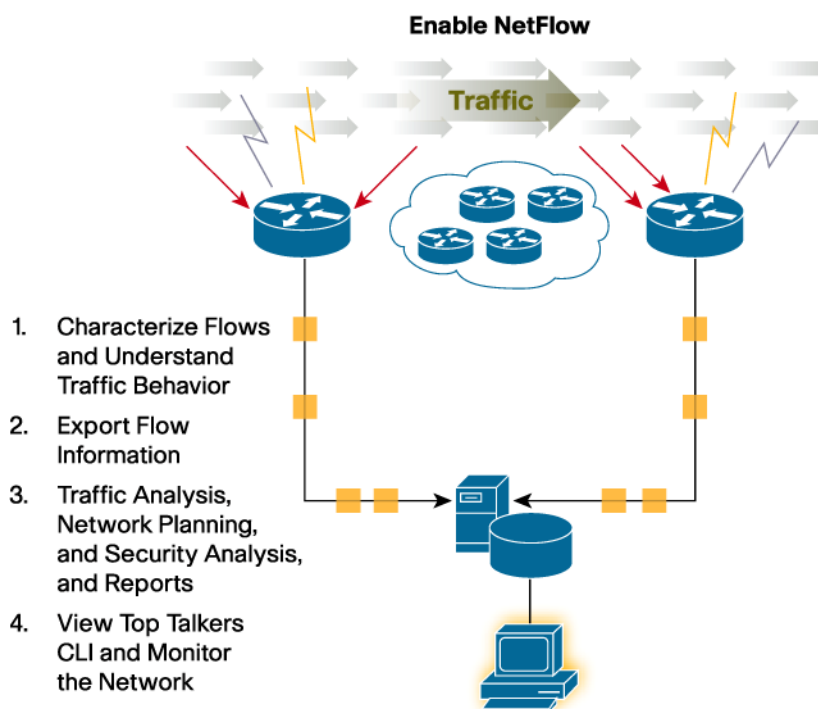 Enable NetFlow
Traffic
1. Characterize Flows
and Understand
Traffic Behavior
2. Export Flow
Information
3. Traffic Analysis,
Network Planning,
and Security Analysis,
and Reports
4. View Top Talkers
CLI and Monitor
the Network